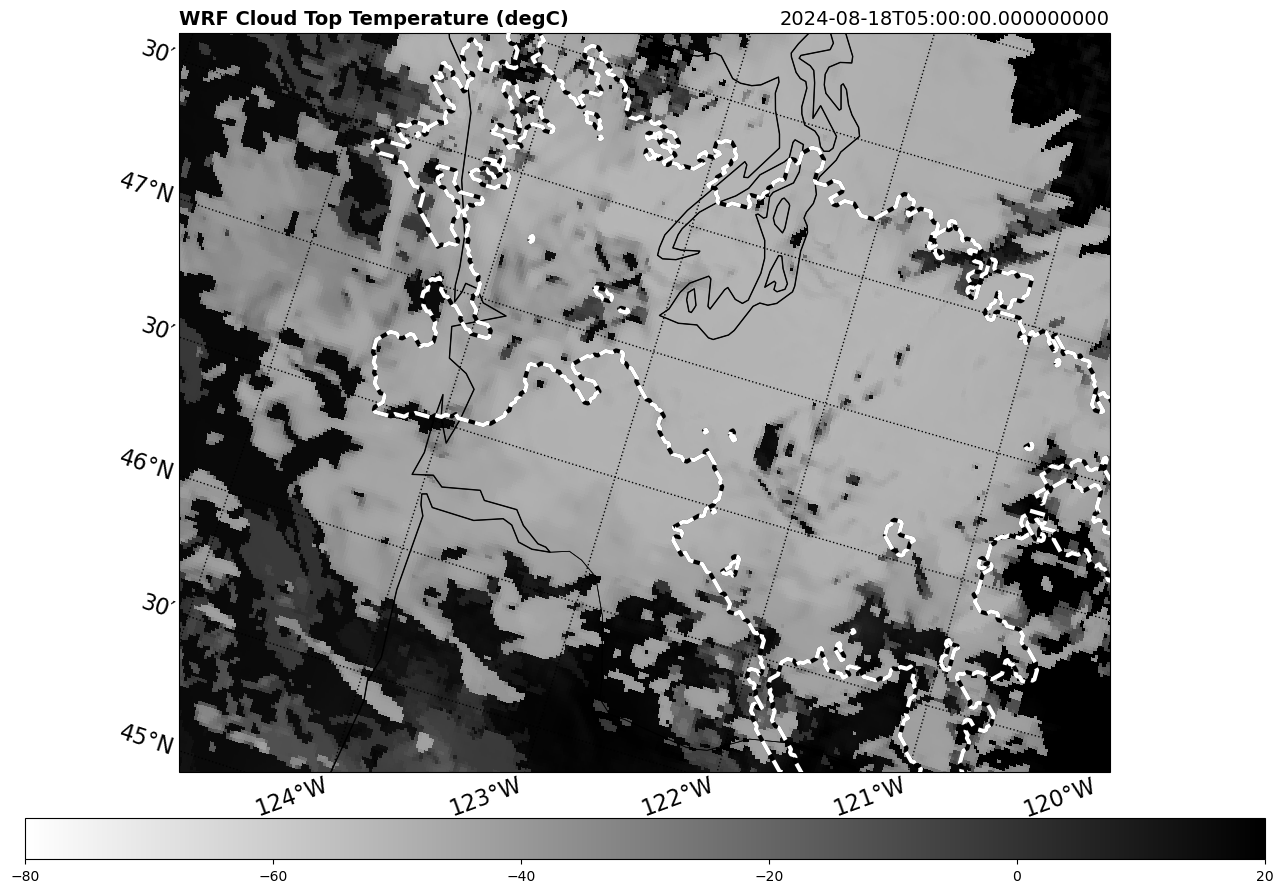 WRF Cloud Top Temperature (degC) 2024-08-18T05:00:00.000000000
30′
47°N
30′
46°N
30′
45°N
124°W 123°W 122°W 121°W 120°W
−80 −60 −40 −20 0 20